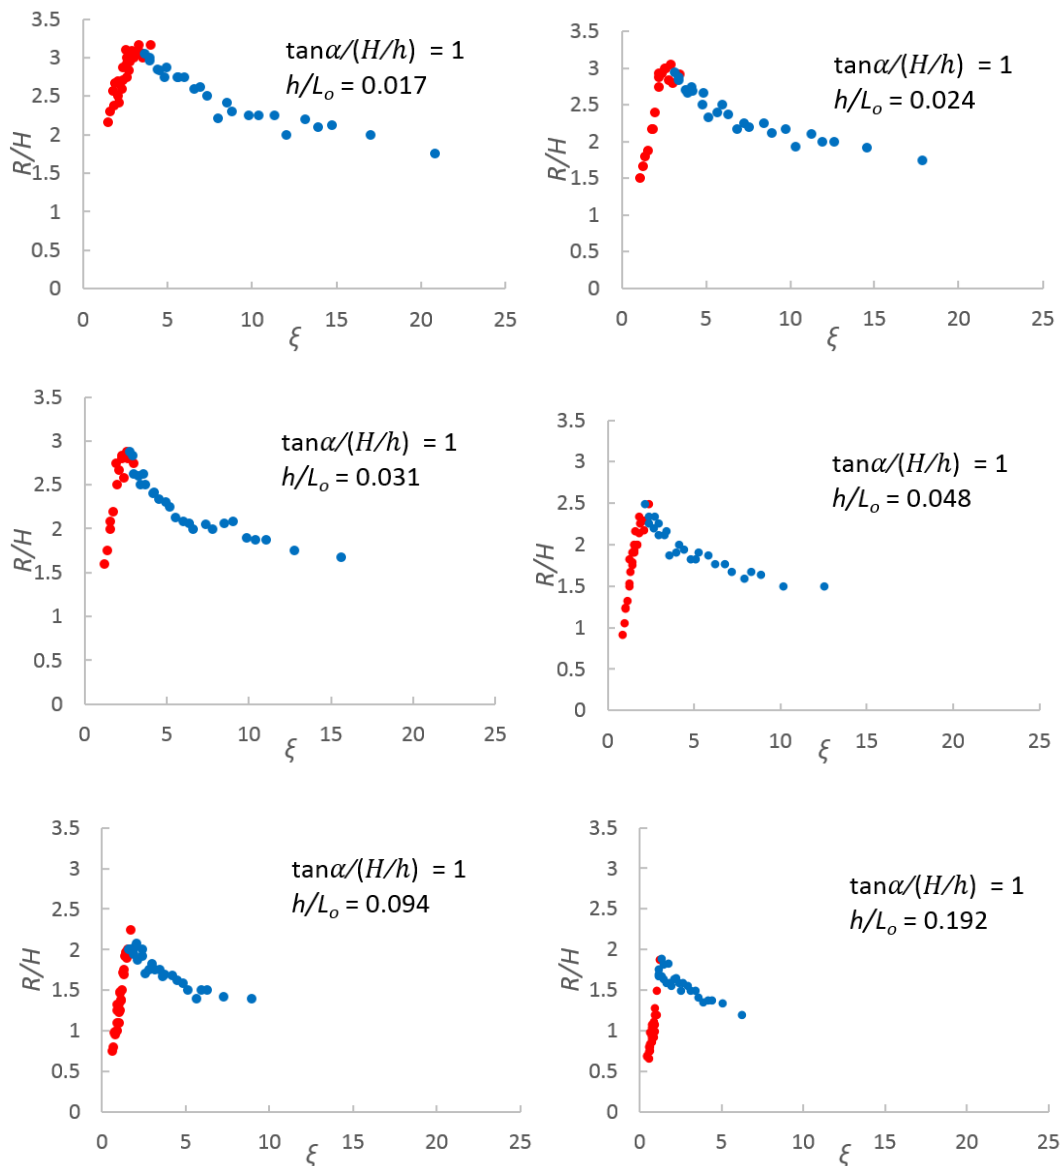 3.5
3
2.5
2
1.5
1
0.5
0
R/H
tanα/(H/h) = 1
h/Lo = 0.017
0 5 10 15 20 25
ξ
3.5
3
2.5
2
1.5
1
0.5
0
R/H
tanα/(H/h) = 1
h/Lo = 0.024
0 5 10 15 20 25
ξ
3.5
3
2.5
2
1.5
1
0.5
0
R/H
tanα/(H/h) = 1
h/Lo = 0.031
0 5 10 15 20 25
ξ
3.5
3
2.5
2
1.5
1
0.5
0
R/H
tanα/(H/h) = 1
h/Lo = 0.048
0 5 10 15 20 25
ξ
3.5
3
2.5
2
1.5
1
0.5
0
R/H
tanα/(H/h) = 1
h/Lo = 0.094
0 5 10 15 20 25
ξ
3.5
3
2.5
2
1.5
1
0.5
0
R/H
tanα/(H/h) = 1
h/Lo = 0.192
0 5 10 15 20 25
ξ